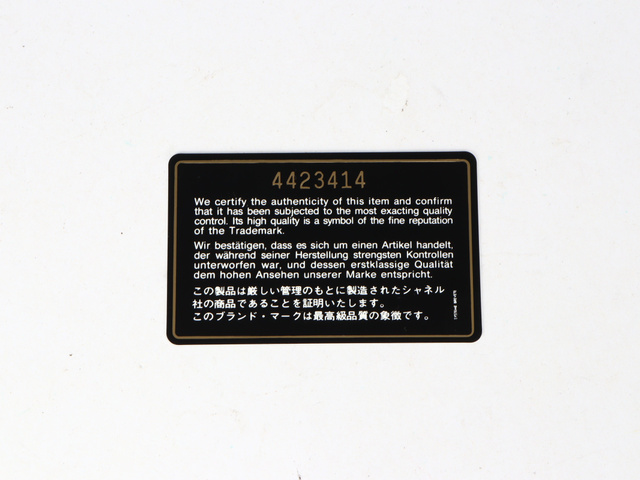 4423414
We certify the authenticity of this item and confirm
that it has been subjected to the most exacting quality
control. Its high quality is a symbol of the fine reputation
of the Trademark.
Wir bestätigen, dass es sich um einen Artikel handelt,
der während seiner Herstellung strengsten Kontrollen
unterworfen war, und dessen erstklassige Qualität
dem hohen Ansehen unserer Marke entspricht.
この製品は厳しい管理のもとに製造されたシャネル
社の商品であることを証明いたします。
このブランド・マークは最高級品質の象徴です。